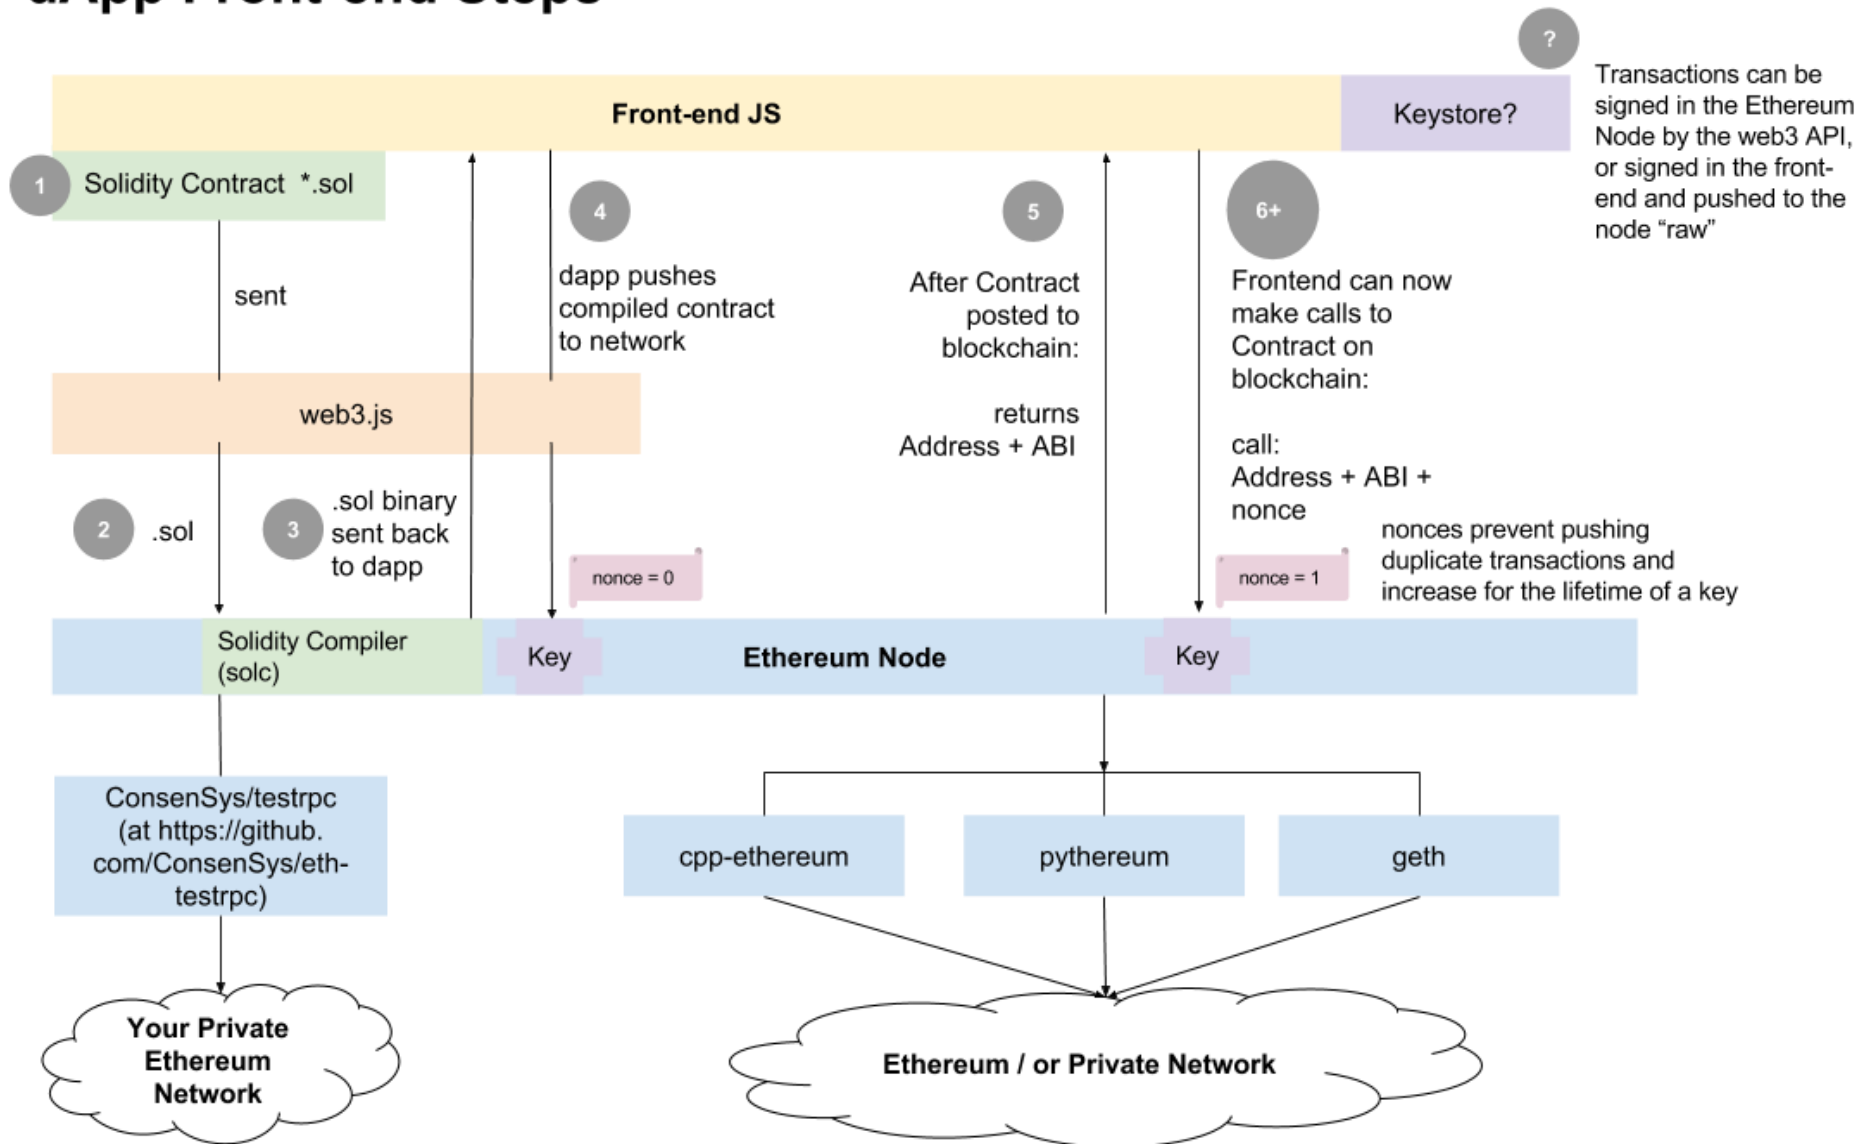 dApp Front-end Steps
?
Transactions can be
signed in the Ethereum
Node by the web3 API,
or signed in the front-
end and pushed to the
node “raw”
Front-end JS
Keystore?
1
Solidity Contract *.sol
sent
4
dapp pushes
compiled contract
to network
5
After Contract
posted to
blockchain:
returns
Address + ABI
6+
Frontend can now
make calls to
Contract on
blockchain:
call:
Address + ABI +
nonce
web3.js
2
.sol
3
.sol binary
sent back
to dapp
nonce = 0
nonce = 1
nonces prevent pushing
duplicate transactions and
increase for the lifetime of a key
Solidity Compiler
(solc)
Key
Ethereum Node
Key
ConsenSys/testrpc
(at https://github.
com/ConsenSys/eth-
testrpc)
cpp-ethereum
pythereum
geth
Your Private
Ethereum
Network
Ethereum / or Private Network